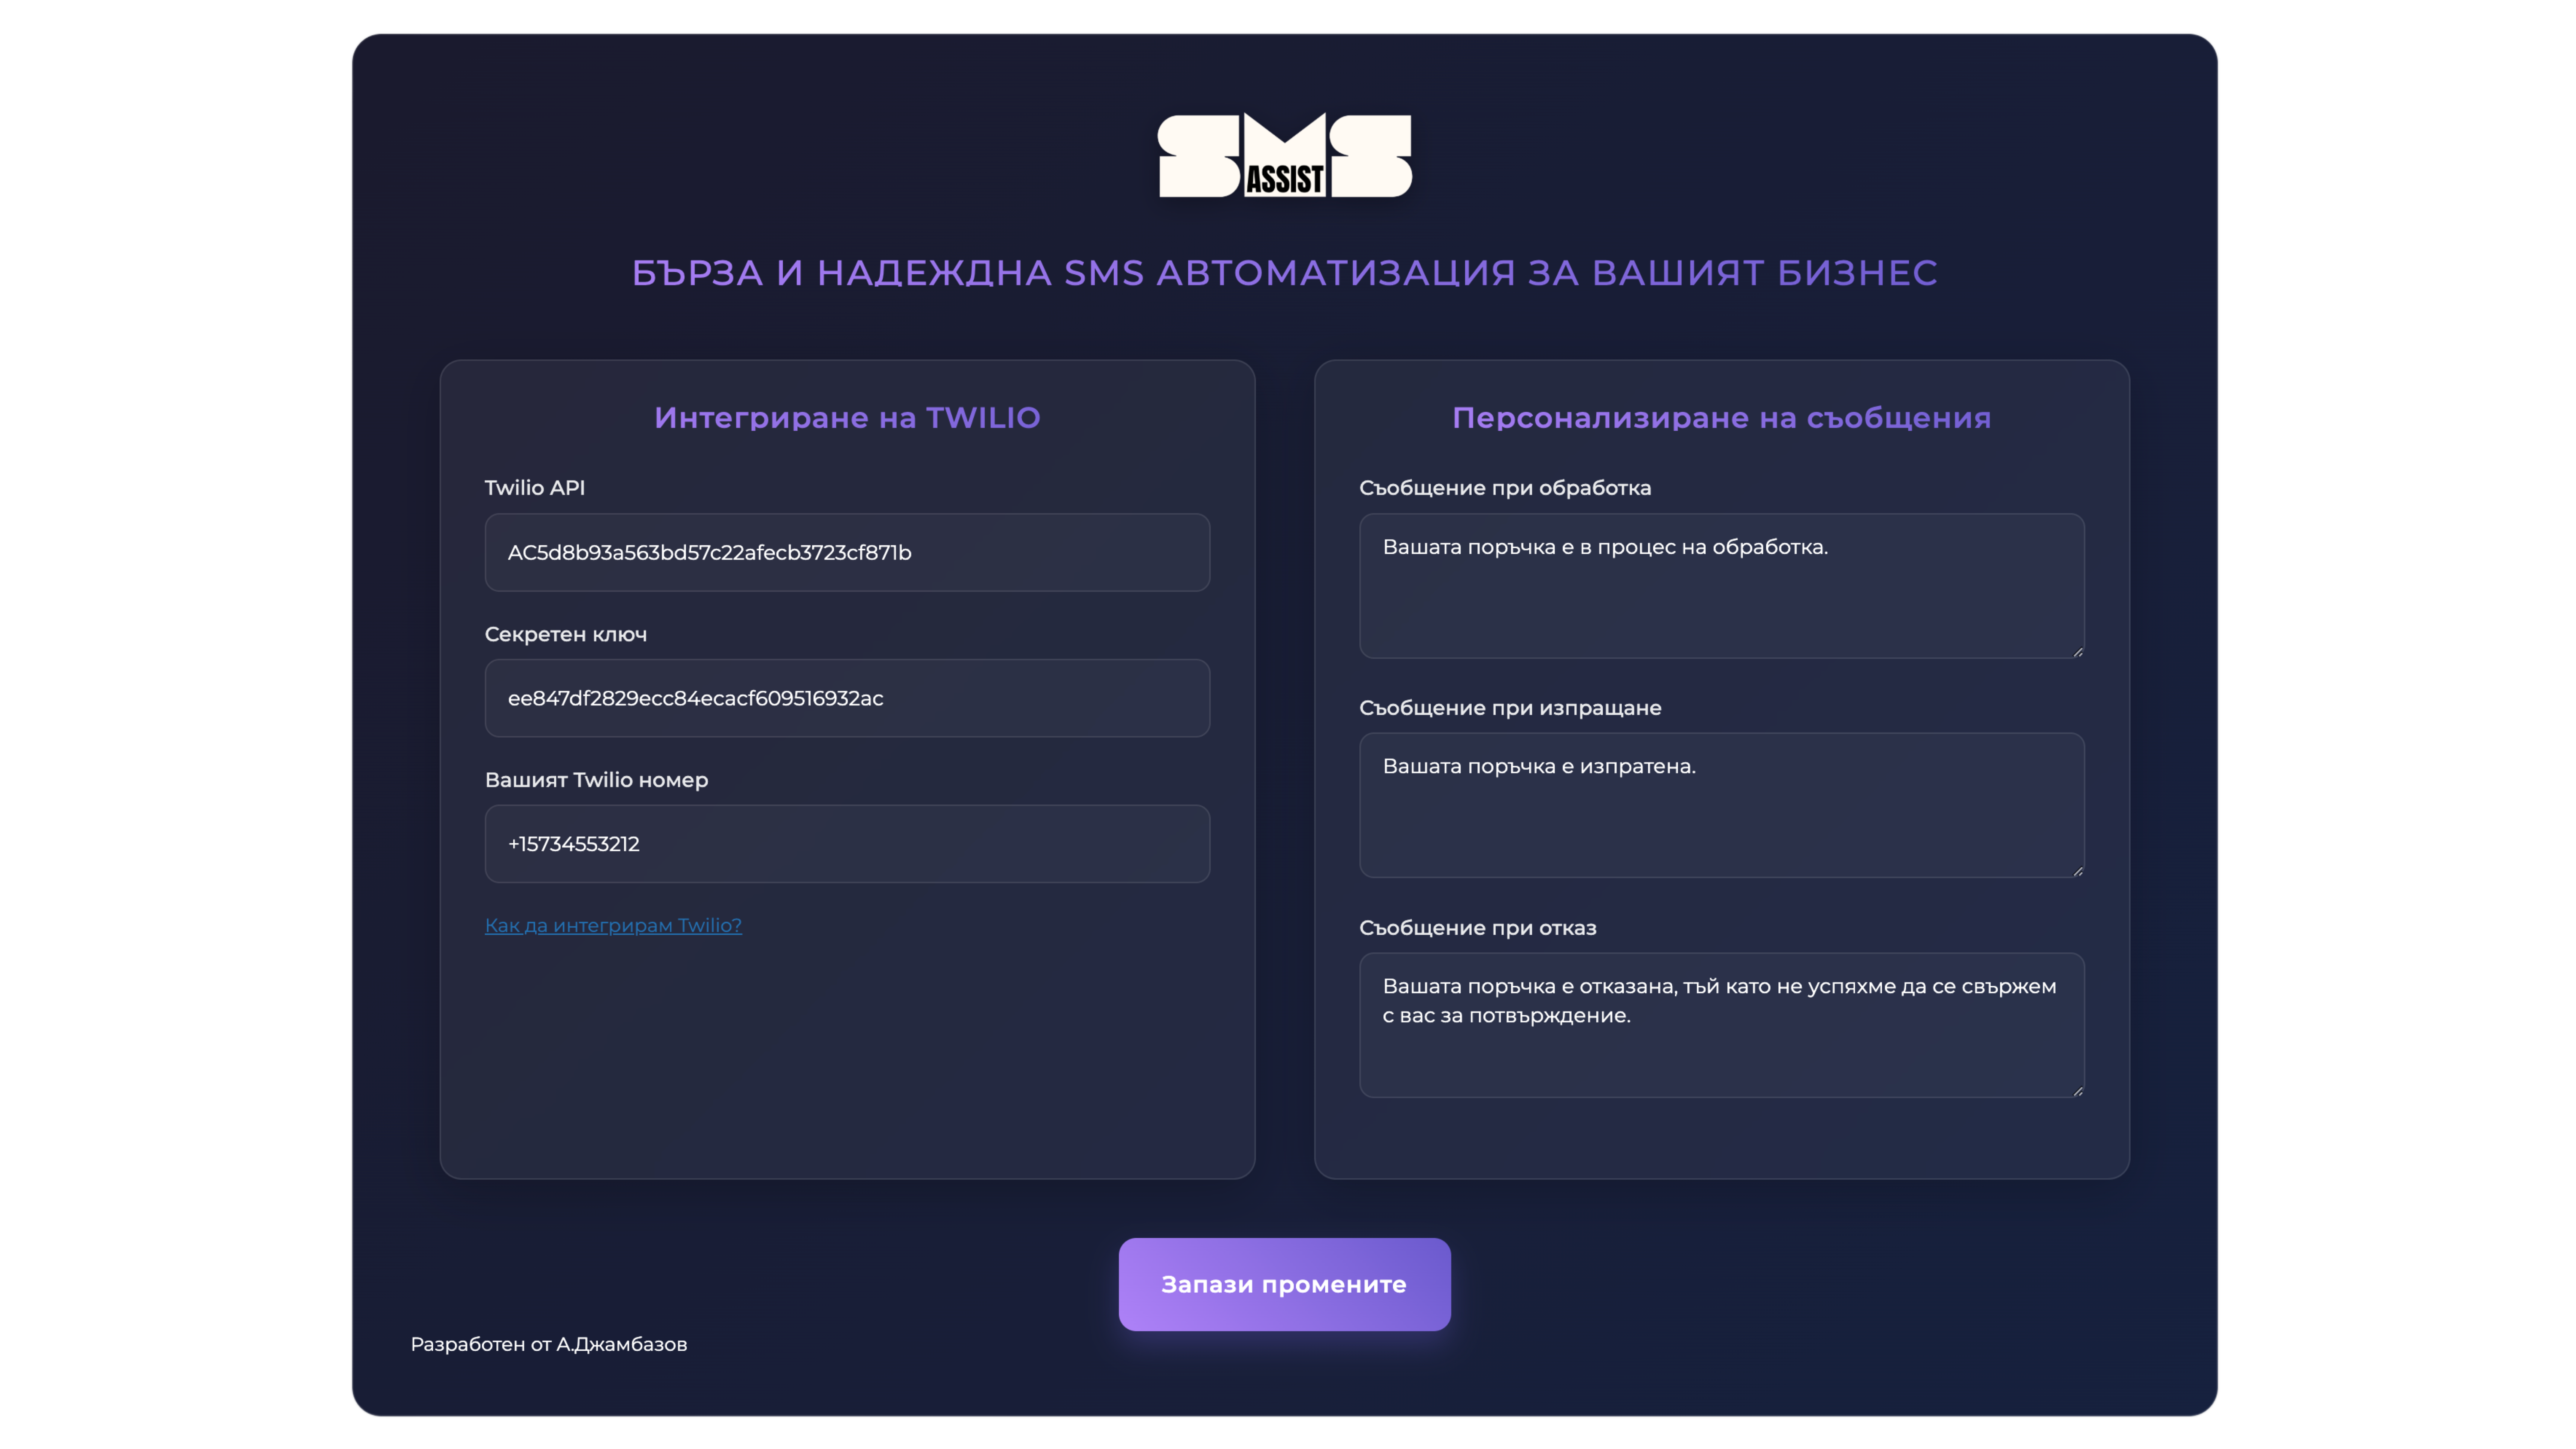 SMS
ASSIST
БЪРЗА И НАДЕЖДНА SMS АВТОМАТИЗАЦИЯ ЗА ВАШИЯТ БИЗНЕС
Интегриране на TWILIO
Twilio API
AC5d8b93a563bd57c22afecb3723cf871b
Секретен ключ
ee847df2829ecc84ecacf609516932ac
Вашият Twilio номер
+15734553212
Как да интегрирам Twilio?
Персонализиране на съобщения
Съобщение при обработка
Вашата поръчка е в процес на обработка.
Съобщение при изпращане
Вашата поръчка е изпратена.
Съобщение при отказ
Вашата поръчка е отказана, тъй като не успяхме да се свържем
с вас за потвърждение.
Запази промените
Разработен от А.Джамбазов